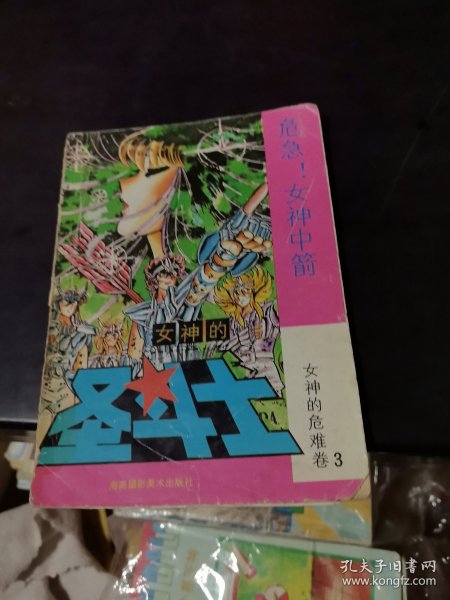 危急！女神中箭
女神的
圣斗士
女神的危难卷3
海南摄影美术出版社
孔夫子旧书网
www.kongfz.com